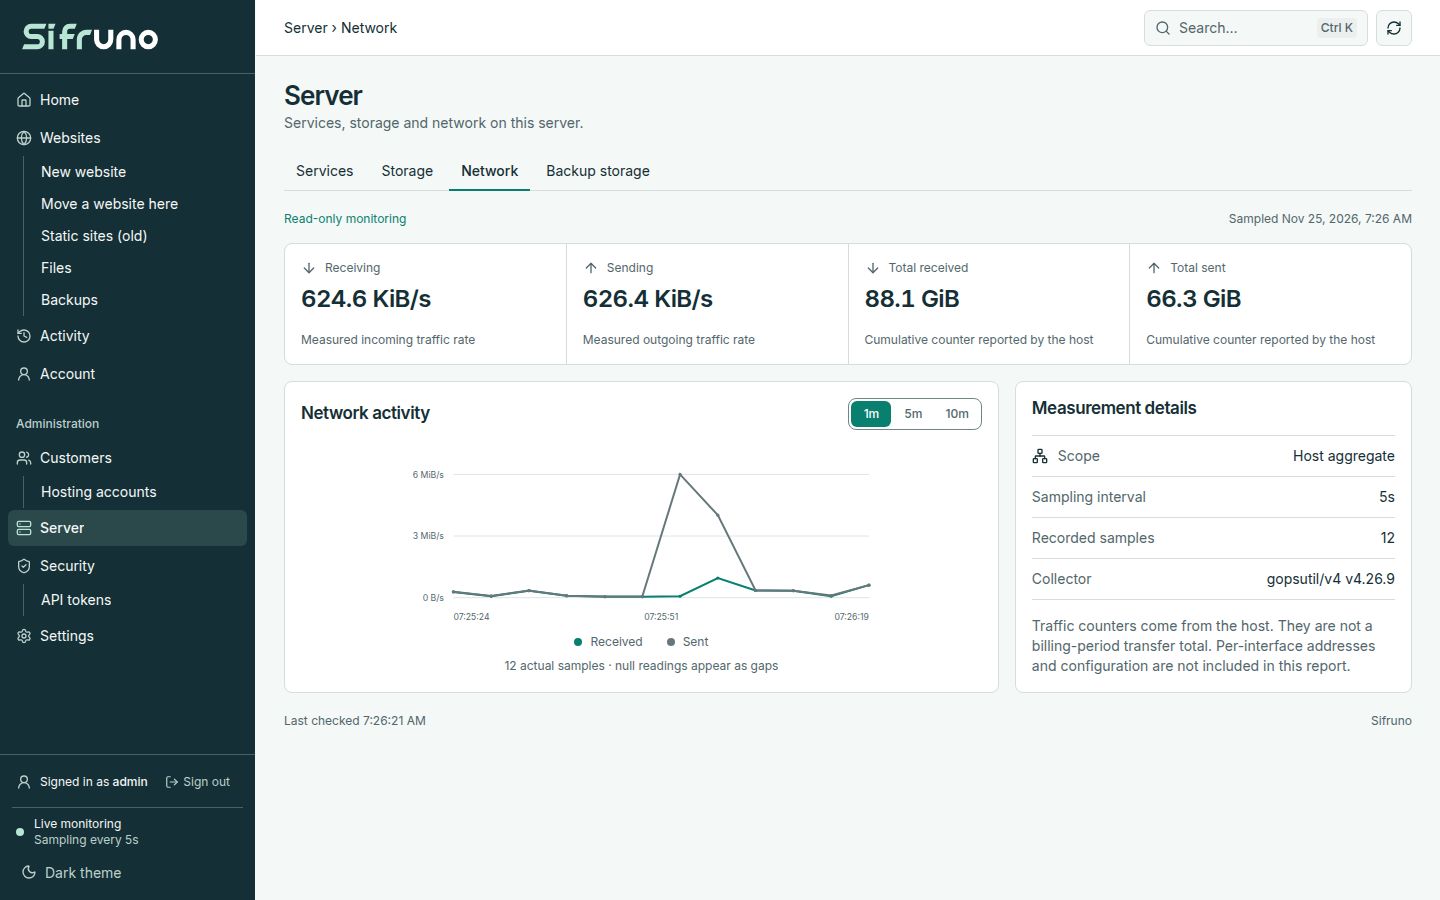 Sifruno
Home
Websites
New website
Move a website here
Static sites (old)
Files
Backups
Activity
Account
Administration
Customers
Hosting accounts
Server
Security
API tokens
Settings
Signed in as admin
Sign out
Live monitoring
Sampling every 5s
Dark theme
Server › Network
Search...
Ctrl K
Server
Services, storage and network on this server.
Services
Storage
Network
Backup storage
Read-only monitoring
Sampled Nov 25, 2026, 7:26 AM
Receiving
624.6 KiB/s
Measured incoming traffic rate
Sending
626.4 KiB/s
Measured outgoing traffic rate
Total received
88.1 GiB
Cumulative counter reported by the host
Total sent
66.3 GiB
Cumulative counter reported by the host
Network activity
1m
5m
10m
6 MiB/s
3 MiB/s
0 B/s
07:25:24
07:25:51
07:26:19
Received
Sent
12 actual samples · null readings appear as gaps
Measurement details
Scope
Host aggregate
Sampling interval
5s
Recorded samples
12
Collector
gopsutil/v4 v4.26.9
Traffic counters come from the host. They are not a
billing-period transfer total. Per-interface addresses
and configuration are not included in this report.
Last checked 7:26:21 AM
Sifruno